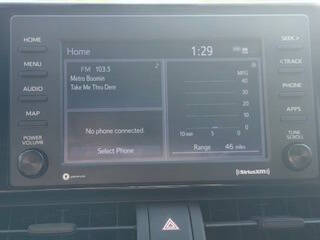 HOME
MENU
AUDIO
MAP
POWER
VOLUME
Home
1:29
FM 103.5
Metro Boomin
Take Me Thru Dere
No phone connected
Select Phone
MPG
40
30
20
10
0
10 min 5 0
Range 46 miles
SEEK >
< TRACK
PHONE
APPS
TUNE
SCROLL
SiriusXM